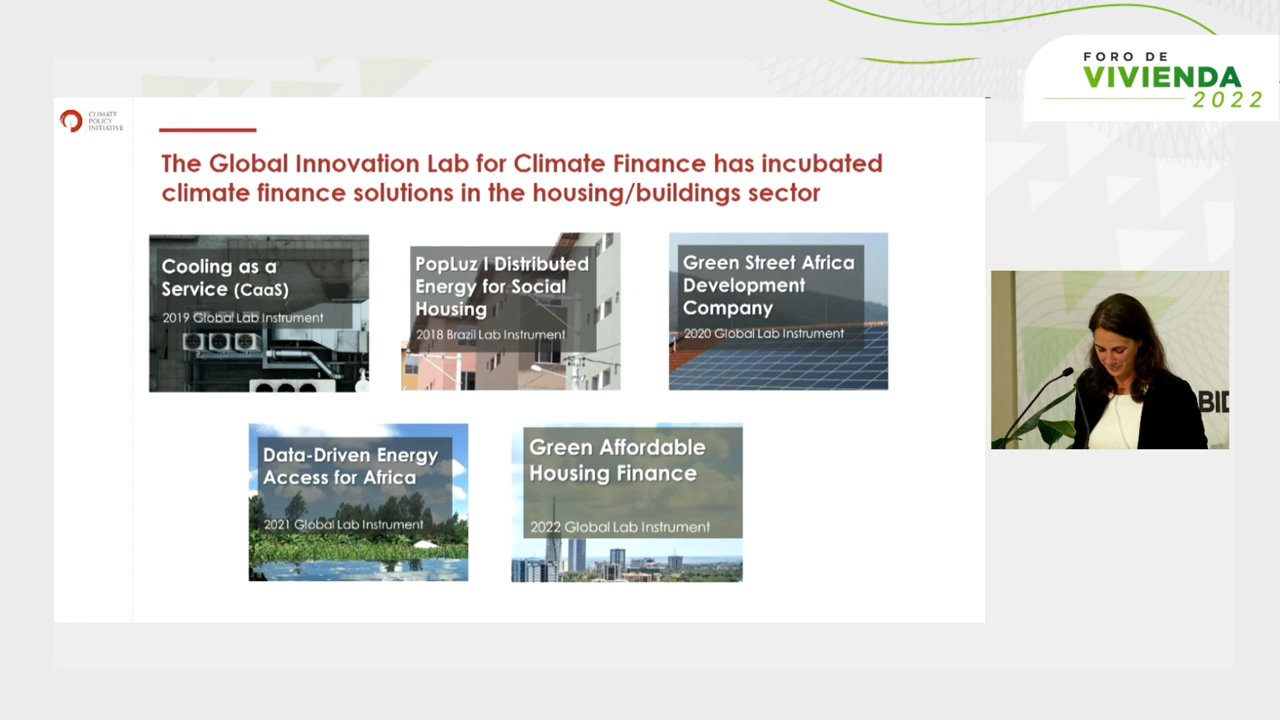 FORO DE
VIVIENDA
2022
CLIMATE
POLICY
INITIATIVE
The Global Innovation Lab for Climate Finance has incubated
climate finance solutions in the housing/buildings sector
Cooling as a
Service (CaaS)
2019 Global Lab Instrument
PopLuz | Distributed
Energy for Social
Housing
2018 Brazil Lab Instrument
Green Street Africa
Development
Company
2020 Global Lab Instrument
BID
Data-Driven Energy
Access for Africa
2021 Global Lab Instrument
Green Affordable
Housing Finance
2022 Global Lab Instrument